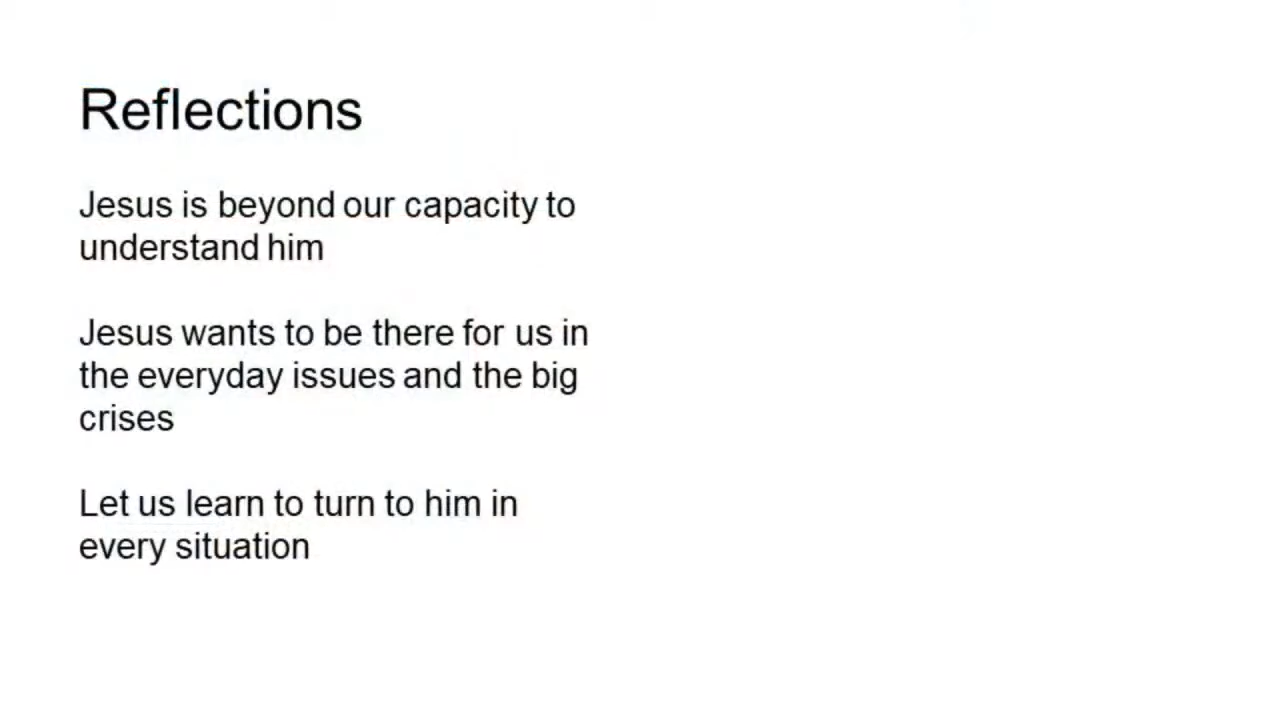 Reflections
Jesus is beyond our capacity to
understand him
Jesus wants to be there for us in
the everyday issues and the big
crises
Let us learn to turn to him in
every situation